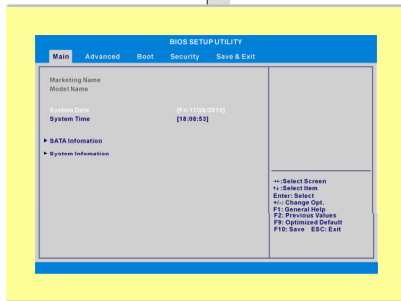 BIOS SETUP UTILITY
Main Advanced Boot Security Save & Exit
Marketing Name
Model Name
System Date [Fri 11/26/2010]
System Time [18:08:53]
▶ SATA Infomation
▶ System Infomation
→←:Select Screen
↑↓:Select Item
Enter: Select
+/-: Change Opt.
F1: General Help
F2: Previous Values
F9: Optimized Default
F10: Save ESC: Exit